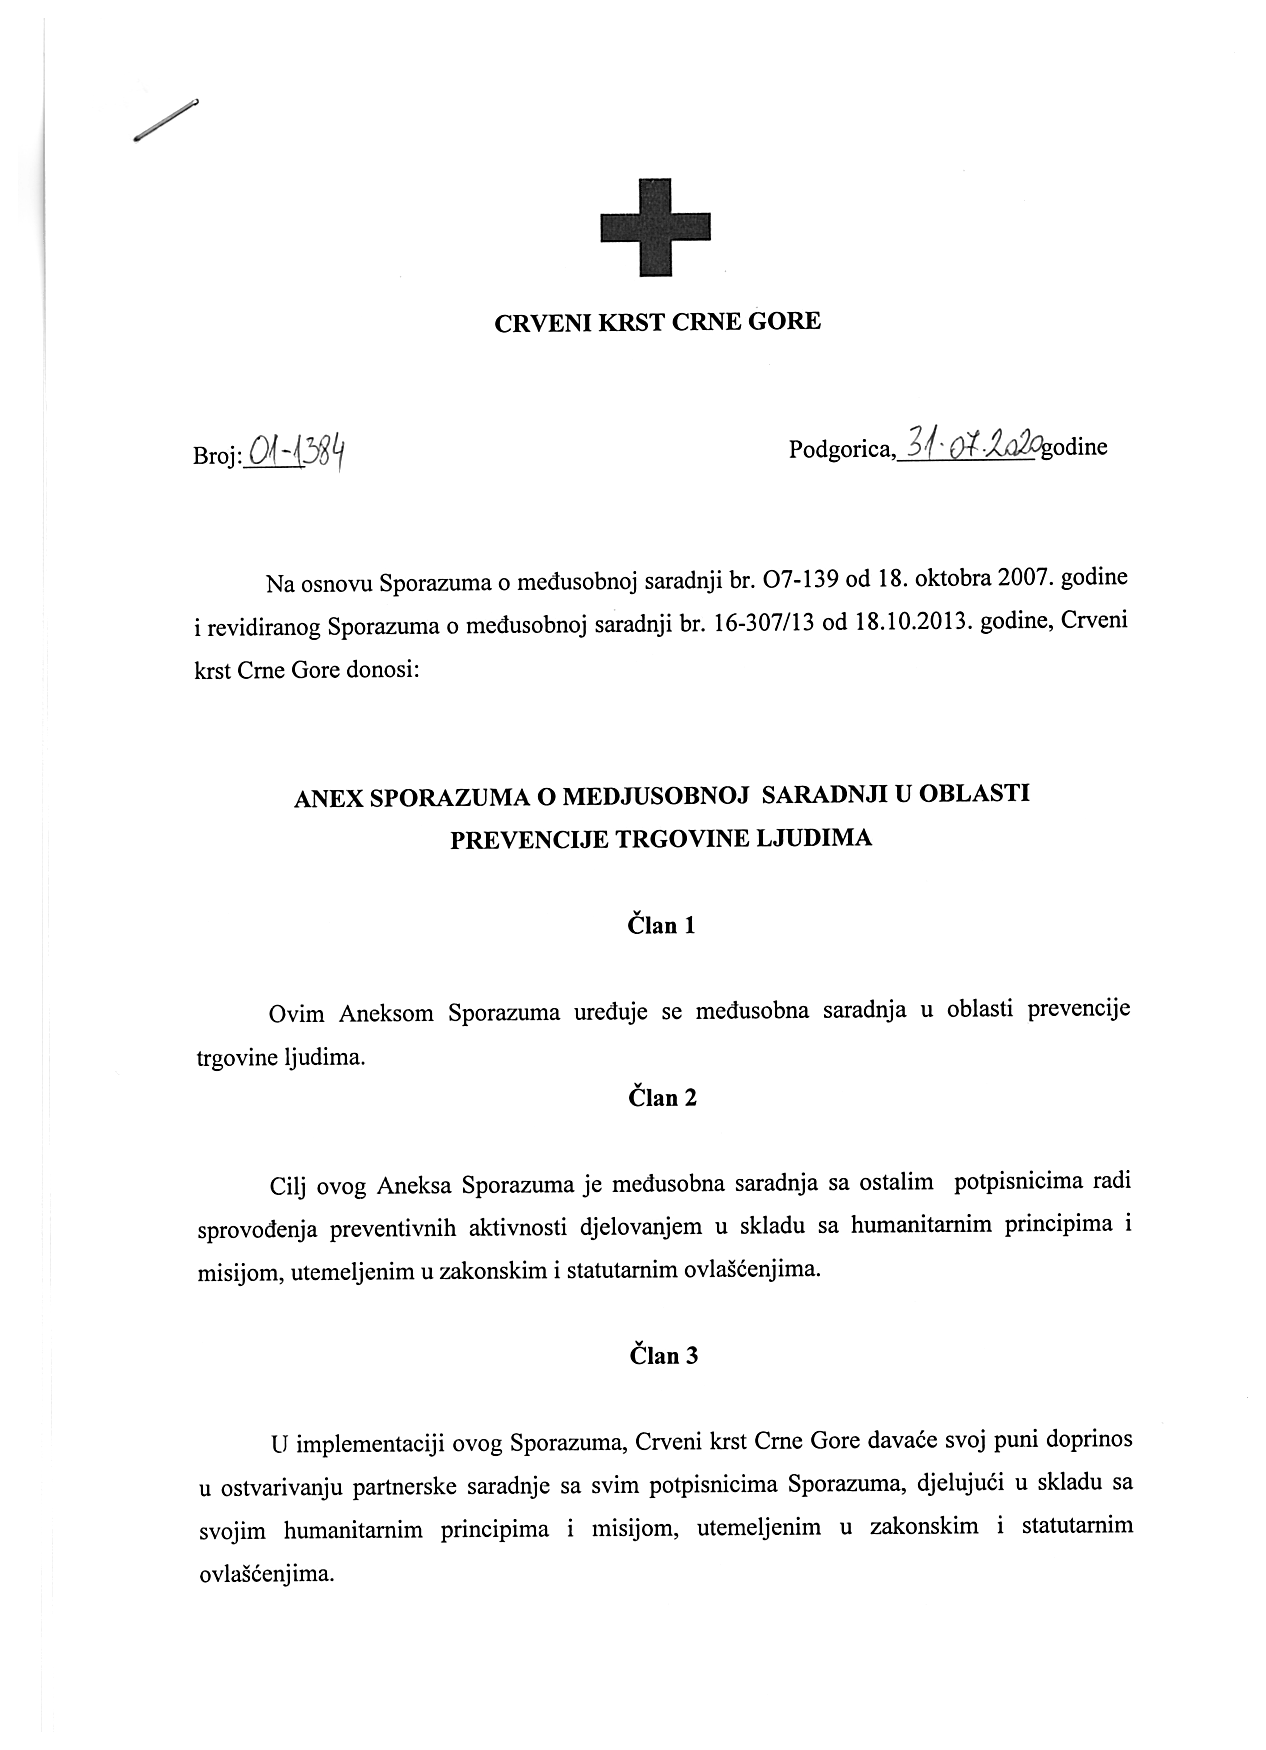 CRVENI KRST CRNE GORE
Broj: 01-1384
Podgorica, 31.07.2020 godine
Na osnovu Sporazuma o međusobnoj saradnji br. O7-139 od 18. oktobra 2007. godine
i revidiranog Sporazuma o međusobnoj saradnji br. 16-307/13 od 18.10.2013. godine, Crveni
krst Crne Gore donosi:
ANEX SPORAZUMA O MEDJUSOBNOJ SARADNJI U OBLASTI
PREVENCIJE TRGOVINE LJUDIMA
Član 1
Ovim Aneksom Sporazuma uređuje se međusobna saradnja u oblasti prevencije
trgovine ljudima.
Član 2
Cilj ovog Aneksa Sporazuma je međusobna saradnja sa ostalim potpisnicima radi
sprovođenja preventivnih aktivnosti djelovanjem u skladu sa humanitarnim principima i
misijom, utemeljenim u zakonskim i statutarnim ovlašćenjima.
Član 3
U implementaciji ovog Sporazuma, Crveni krst Crne Gore davaće svoj puni doprinos
u ostvarivanju partnerske saradnje sa svim potpisnicima Sporazuma, djelujući u skladu sa
svojim humanitarnim principima i misijom, utemeljenim u zakonskim i statutarnim
ovlašćenjima.